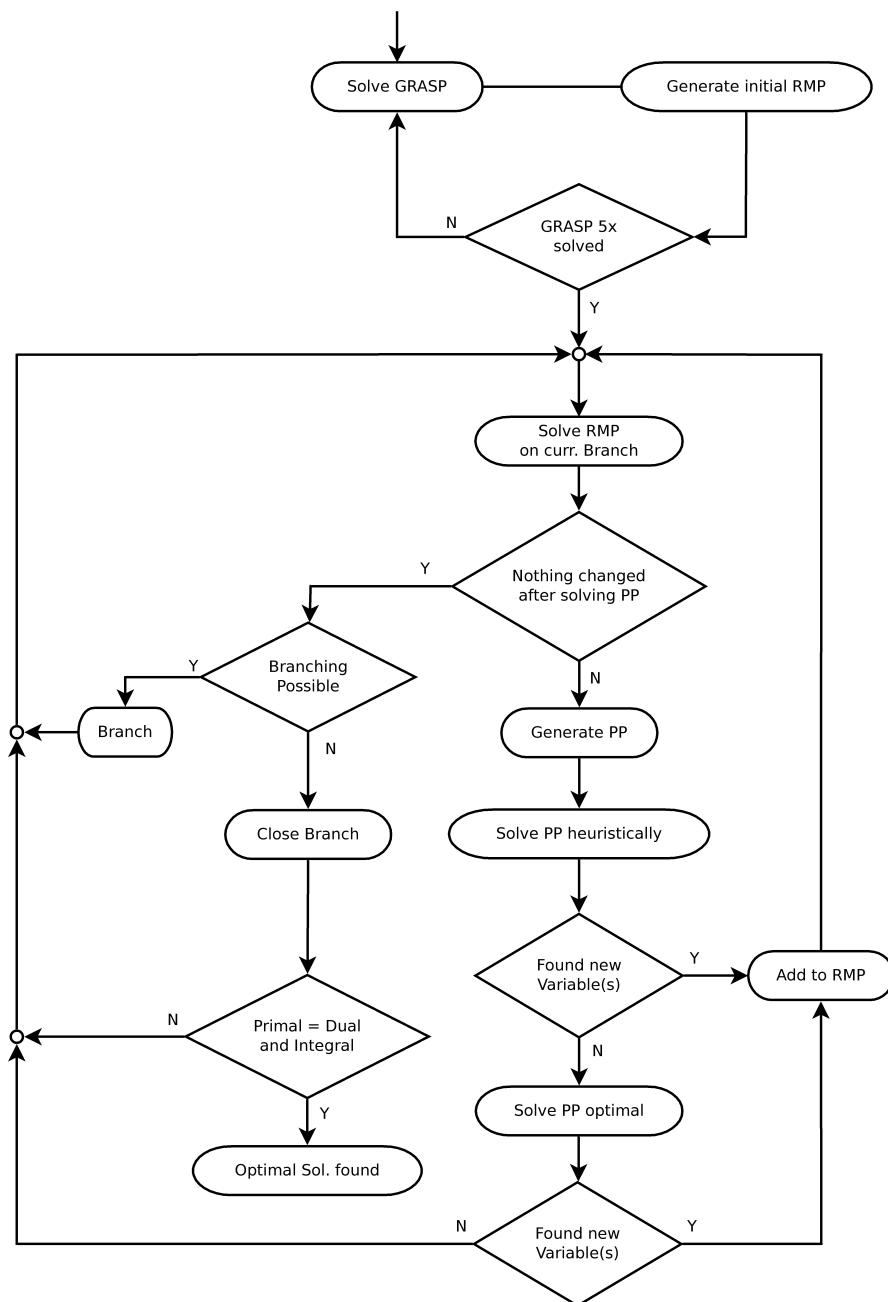 Solve GRASP
Generate initial RMP
GRASP 5x
solved
N
Y
Solve RMP
on curr. Branch
Nothing changed
after solving PP
Y
N
Branching
Possible
Y
N
Branch
Generate PP
Close Branch
Solve PP heuristically
Found new
Variable(s)
Y
N
Add to RMP
Primal = Dual
and Integral
N
Y
Solve PP optimal
Optimal Sol. found
Found new
Variable(s)
N
Y